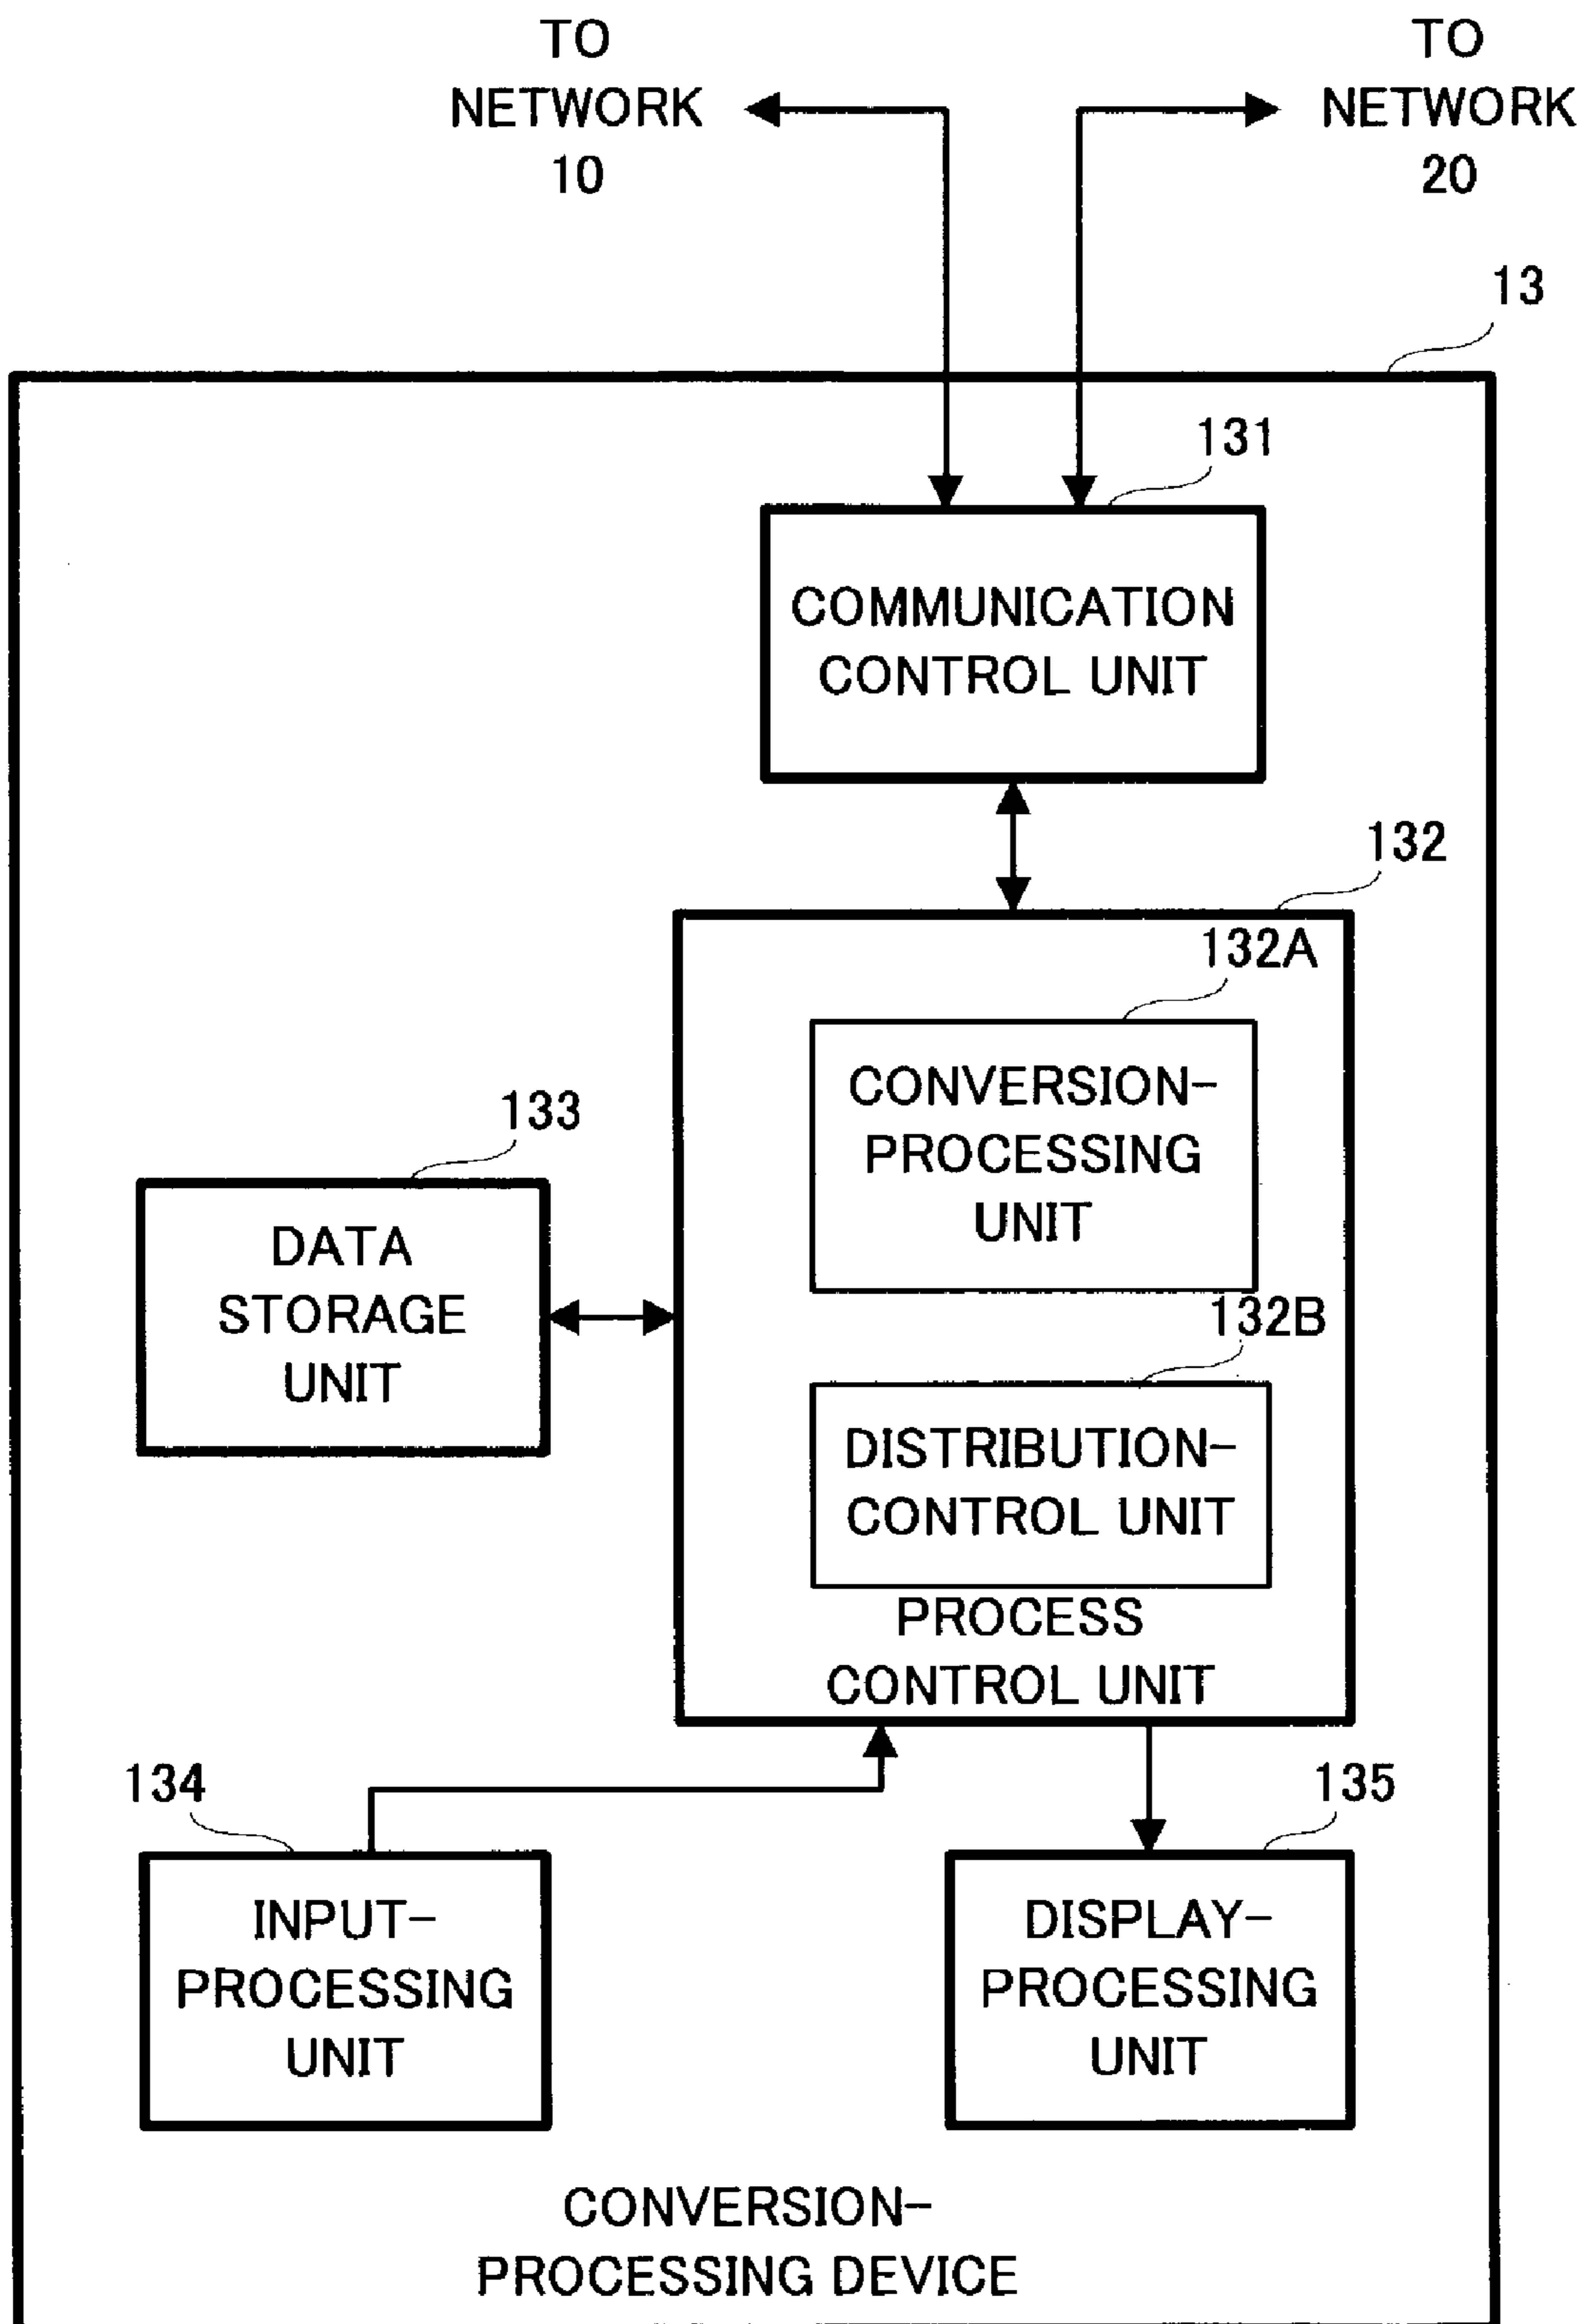 TO
NETWORK
10
TO
NETWORK
20
13
131
COMMUNICATION
CONTROL UNIT
132
132A
CONVERSION-
PROCESSING
UNIT
133
DATA
STORAGE
UNIT
132B
DISTRIBUTION-
CONTROL UNIT
PROCESS
CONTROL UNIT
134
INPUT-
PROCESSING
UNIT
135
DISPLAY-
PROCESSING
UNIT
CONVERSION-
PROCESSING DEVICE